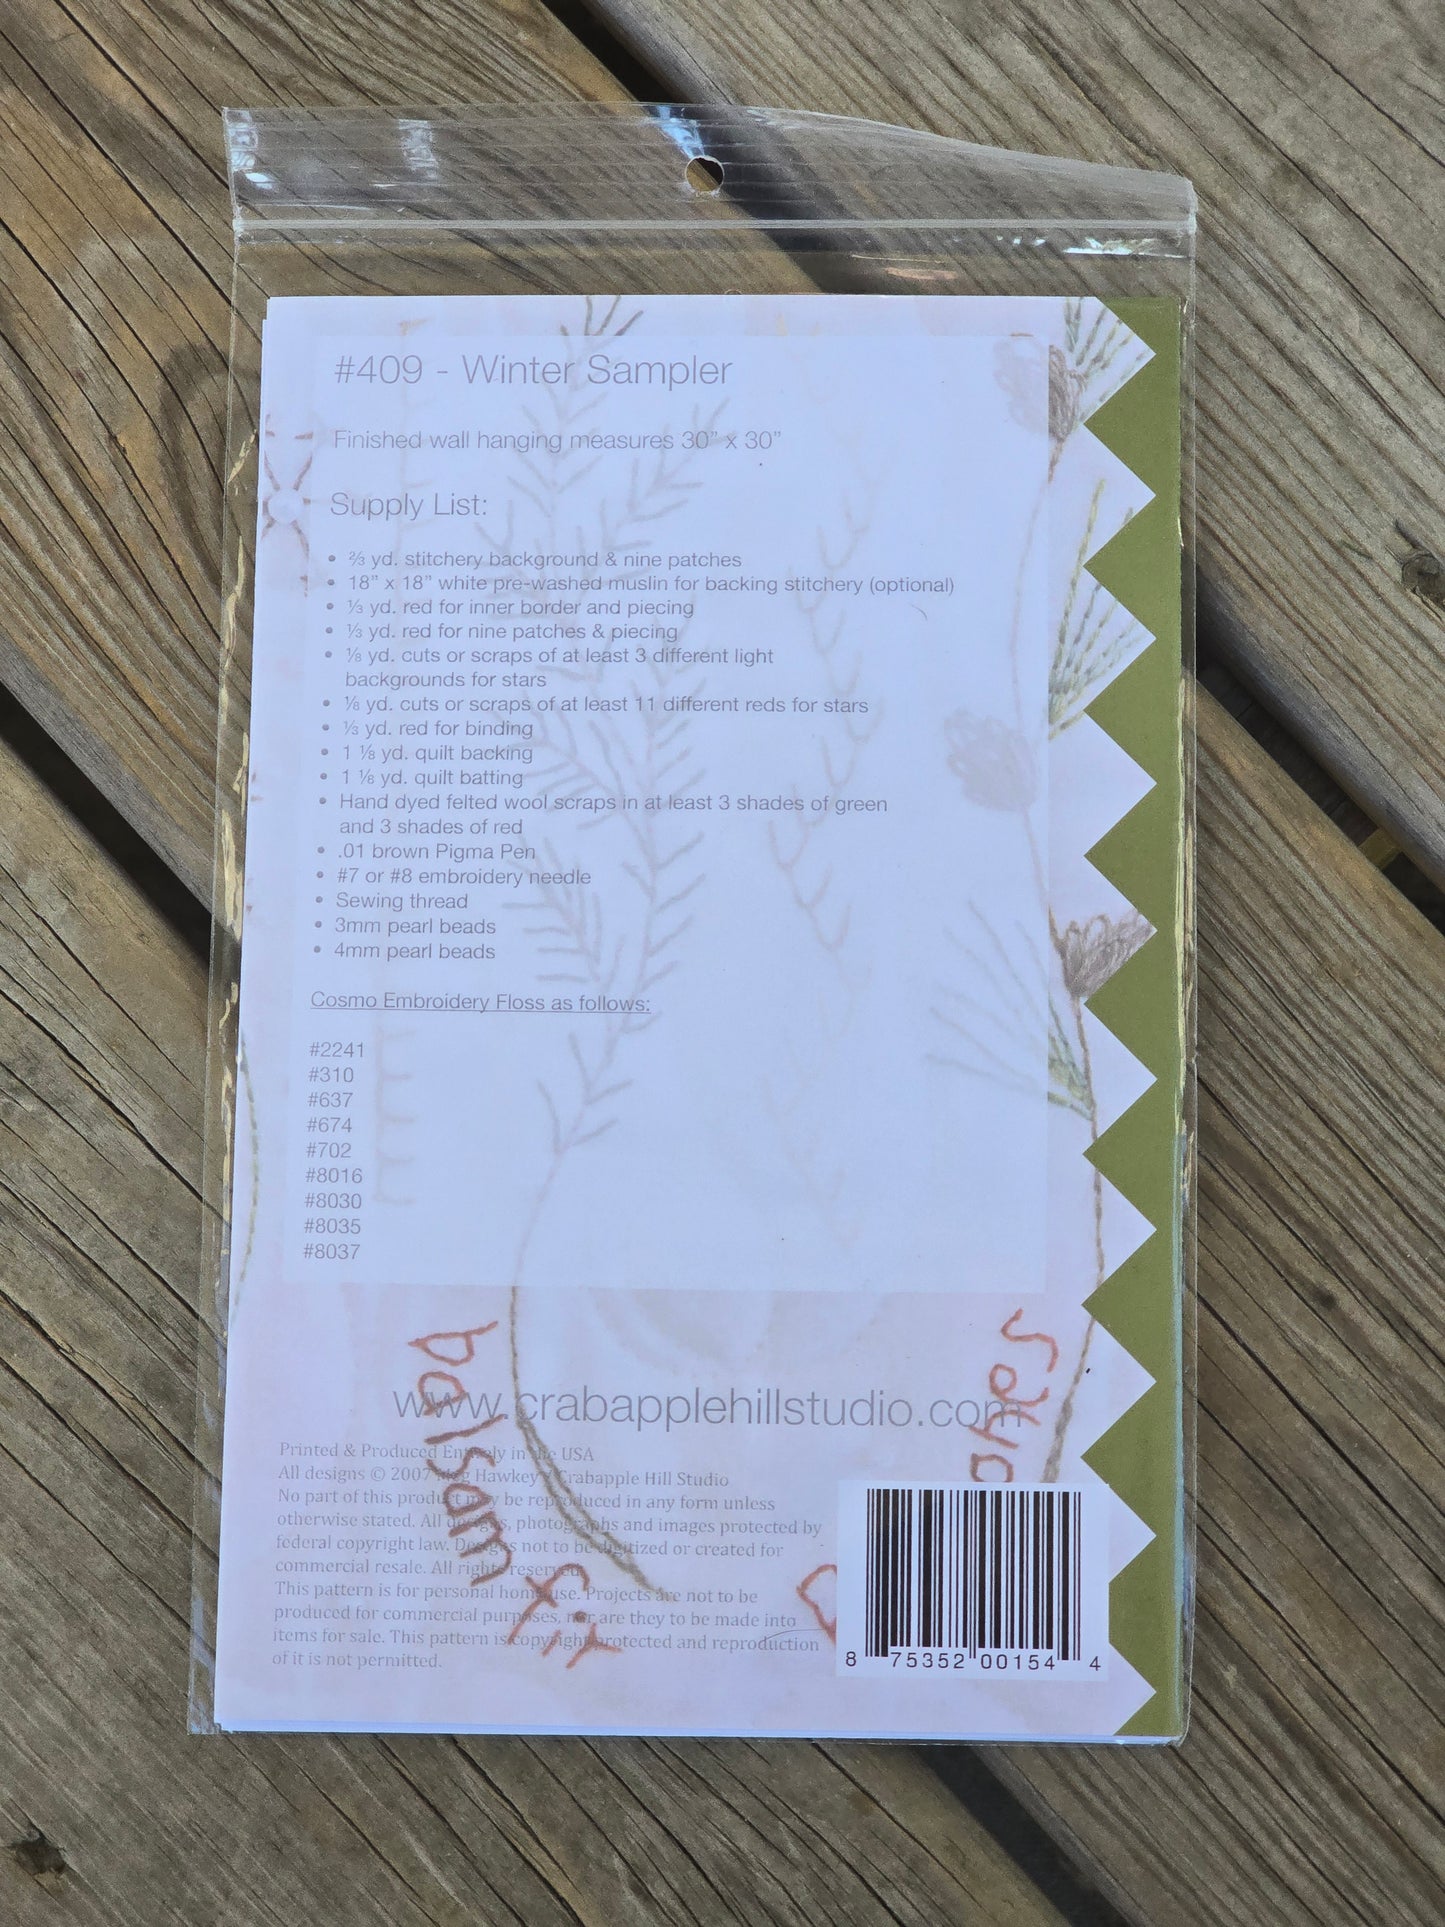 #409 - Winter Sampler
Finished wall hanging measures 30” x 30”
Supply List:
• ⅔ yd. stitchery background & nine patches
• 18” x 18” white pre-washed muslin for backing stitchery (optional)
• ⅓ yd. red for inner border and piecing
• ⅓ yd. red for nine patches & piecing
• ⅛ yd. cuts or scraps of at least 3 different light
backgrounds for stars
• ⅛ yd. cuts or scraps of at least 11 different reds for stars
• ⅓ yd. red for binding
• 1 ⅛ yd. quilt backing
• 1 ⅛ yd. quilt batting
• Hand dyed felted wool scraps in at least 3 shades of green
and 3 shades of red
• .01 brown Pigma Pen
• #7 or #8 embroidery needle
• Sewing thread
• 3mm pearl beads
• 4mm pearl beads
Cosmo Embroidery Floss as follows:
#2241
#310
#637
#674
#702
#8016
#8030
#8035
#8037
balsam fir
www.crabapplehillstudio.com
Printed & Produced Entirely in the USA
All designs © 2007 Meg Hawkey / Crabapple Hill Studio
No part of this product may be reproduced in any form unless
otherwise stated. All designs, photographs and images protected by
federal copyright law. Designs not to be digitized or created for
commercial resale. All rights reserved.
This pattern is for personal home use. Projects are not to be
produced for commercial purposes, nor are they to be made into
items for sale. This pattern is copyright protected and reproduction
of it is not permitted.
8 75352 00154 4